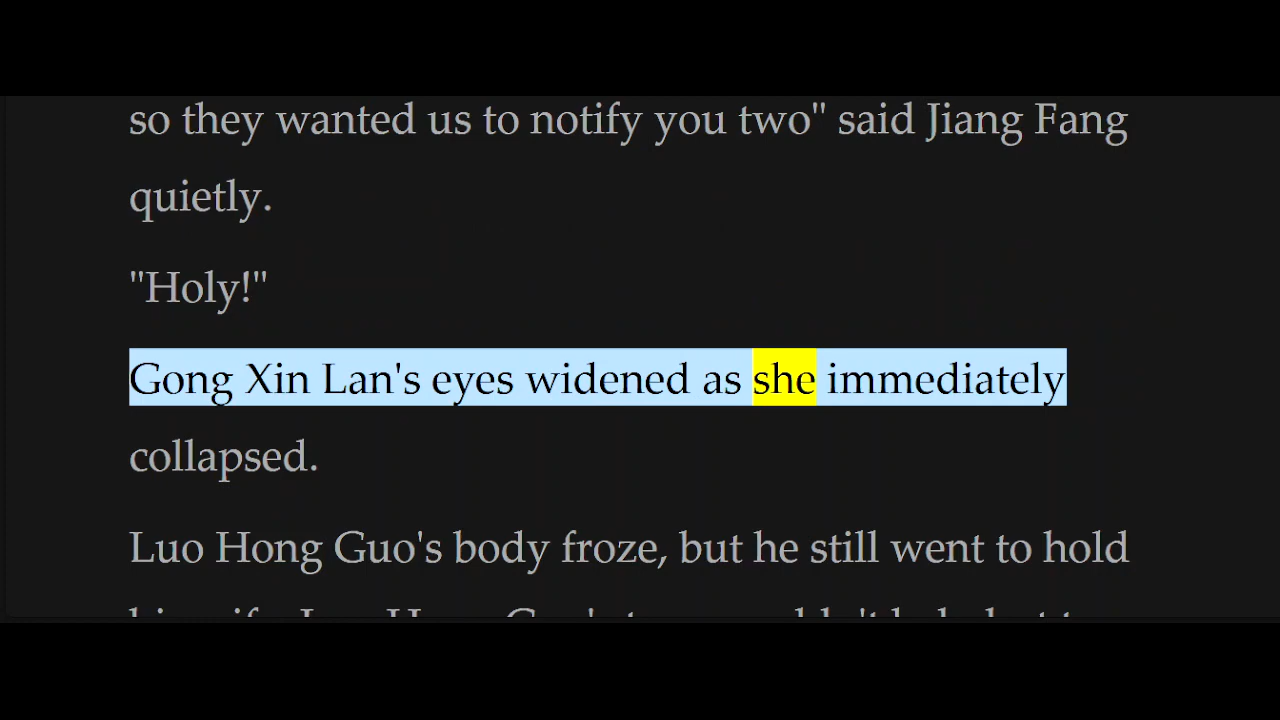 so they wanted us to notify you two" said Jiang Fang
quietly.
"Holy!"
Gong Xin Lan's eyes widened as she immediately
collapsed.
Luo Hong Guo's body froze, but he still went to hold